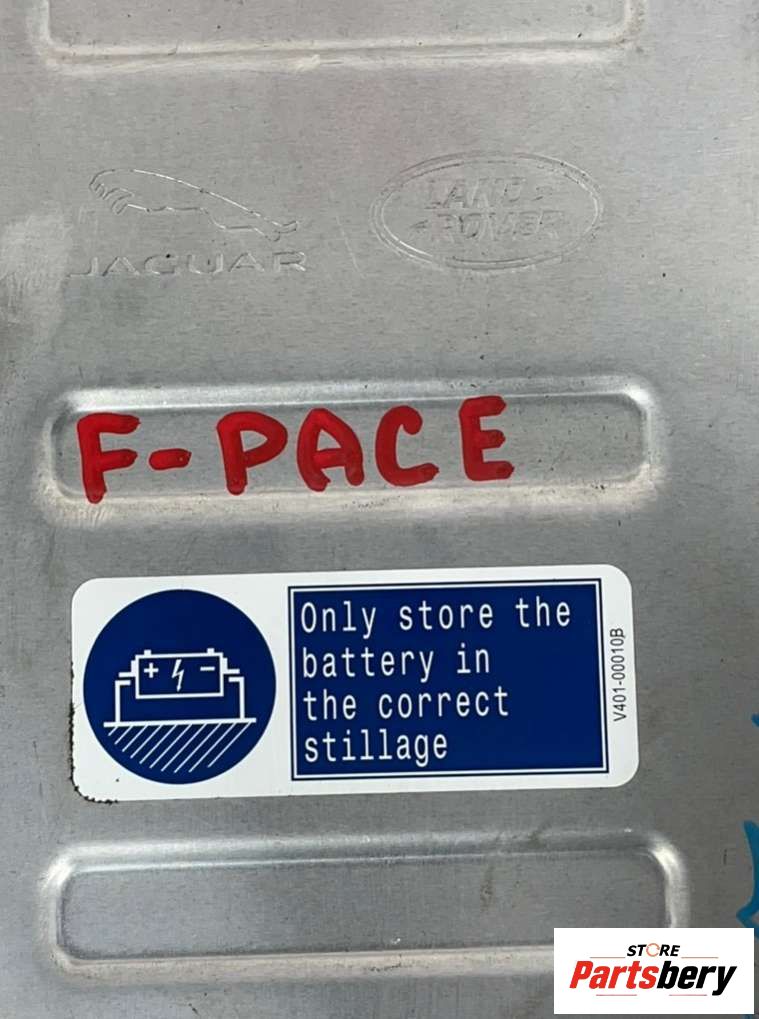 JAGUAR
LAND
ROVER
F-PACE
+ -
Only store the
battery in
the correct
stillage
V401-00010B
STORE
Partsbery